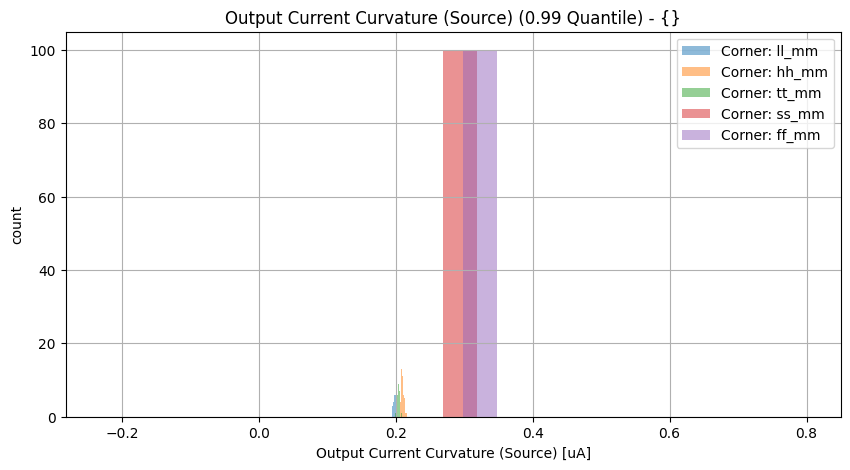 Output Current Curvature (Source) (0.99 Quantile) - {}
100
80
60
40
20
0
count
Corner: ll_mm
Corner: hh_mm
Corner: tt_mm
Corner: ss_mm
Corner: ff_mm
−0.2
0.0
0.2
0.4
0.6
0.8
Output Current Curvature (Source) [uA]